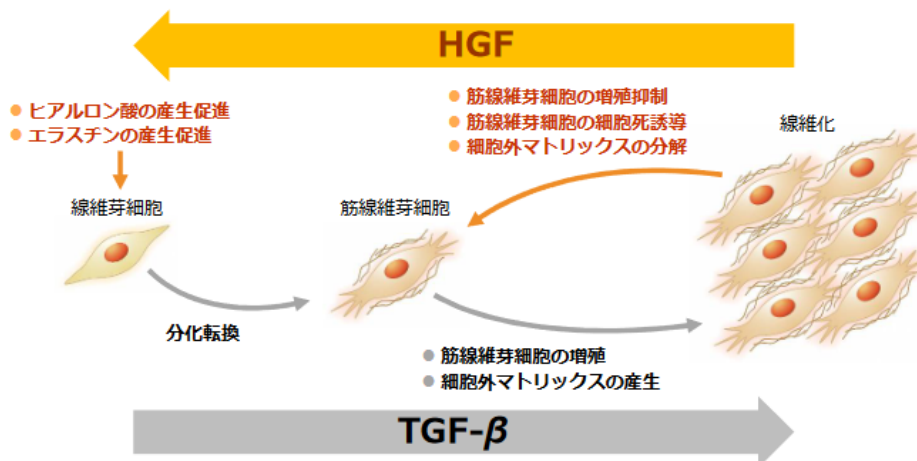 HGF
● ヒアルロン酸の産生促進
● エラスチンの産生促進
● 筋線維芽細胞の増殖抑制
● 筋線維芽細胞の細胞死誘導
● 細胞外マトリックスの分解
線維化
線維芽細胞
筋線維芽細胞
分化転換
● 筋線維芽細胞の増殖
● 細胞外マトリックスの産生
TGF-β